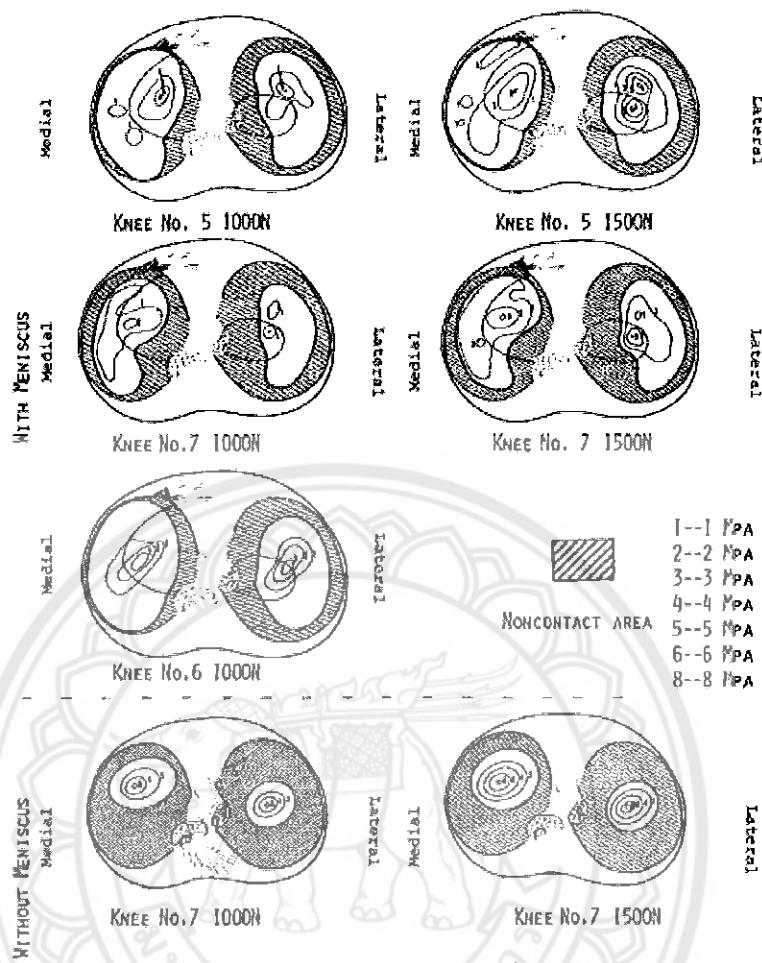 Medial
Lateral
Medial
Lateral
KNEE NO. 5 1000N
KNEE NO. 5 1500N
WITH MENISCUS
Medial
Lateral
Medial
Lateral
KNEE NO.7 1000N
KNEE NO. 7 1500N
Medial
Lateral
KNEE NO.6 1000N
NONCONTACT AREA
1--1 MPA
2--2 MPA
3--3 MPA
4--4 MPA
5--5 MPA
6--6 MPA
8--8 MPA
WITHOUT MENISCUS
Medial
Lateral
Medial
Lateral
KNEE NO.7 1000N
KNEE NO.7 1500N